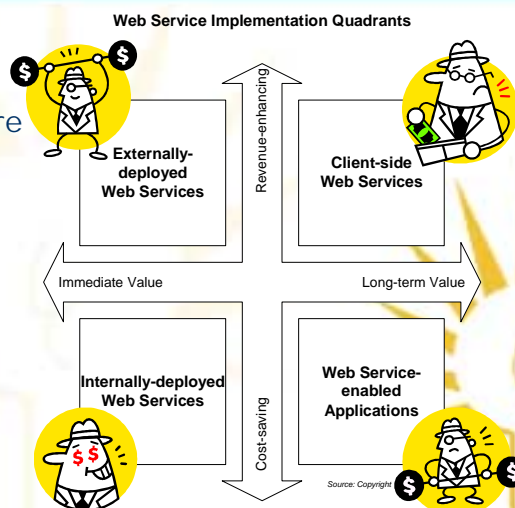 Web Service Implementation Quadrants
$ $
re
Revenue-enhancing
Externally-
deployed
Web Services
Client-side
Web Services
Immediate Value
Long-term Value
Internally-deployed
Web Services
Web Service-
enabled
Applications
Cost-saving
$ $
Source: Copyright
$ $